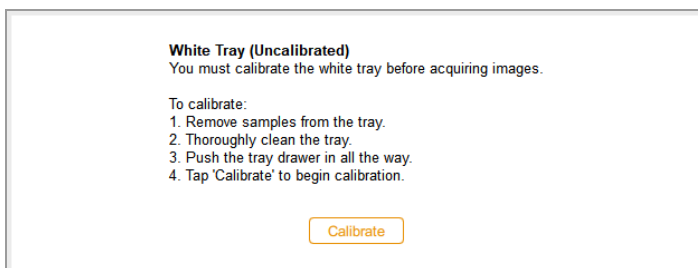 White Tray (Uncalibrated)
You must calibrate the white tray before acquiring images.
To calibrate:
1. Remove samples from the tray.
2. Thoroughly clean the tray.
3. Push the tray drawer in all the way.
4. Tap 'Calibrate' to begin calibration.
Calibrate